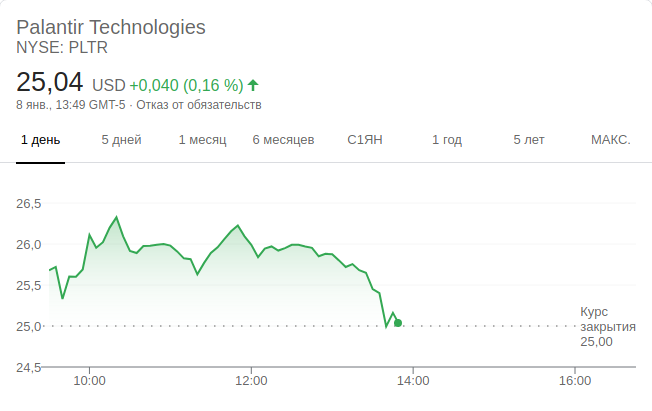 Palantir Technologies
NYSE: PLTR
25,04 USD +0,040 (0,16 %)
8 янв., 13:49 GMT-5 · Отказ от обязательств
1 день 5 дней 1 месяц 6 месяцев С1ЯН 1 год 5 лет МАКС.
26,5
26,0
25,5
25,0
24,5
Курс
закрытия
25,00
10:00 12:00 14:00 16:00